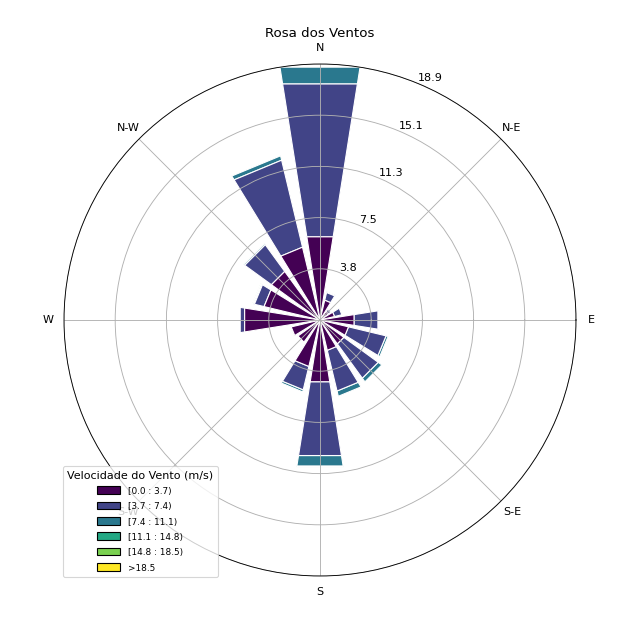 Rosa dos Ventos
N
18.9
N-W
N-E
15.1
11.3
7.5
3.8
W
E
Velocidade do Vento (m/s)
[0.0 : 3.7)
[3.7 : 7.4)
S-W
S-E
[7.4 : 11.1)
[11.1 : 14.8)
[14.8 : 18.5)
>18.5
S